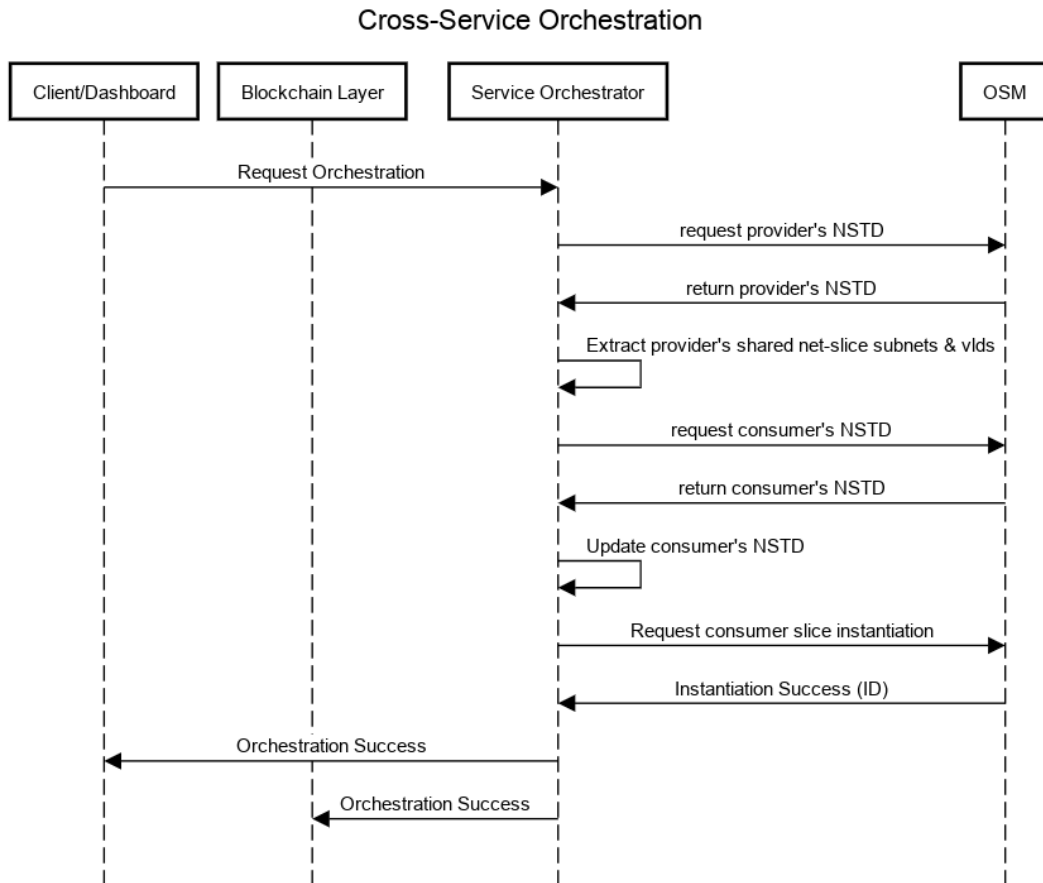 Cross-Service Orchestration
Client/Dashboard
Blockchain Layer
Service Orchestrator
OSM
Request Orchestration
request provider's NSTD
return provider's NSTD
Extract provider's shared net-slice subnets & vlds
request consumer's NSTD
return consumer's NSTD
Update consumer's NSTD
Request consumer slice instantiation
Instantiation Success (ID)
Orchestration Success
Orchestration Success